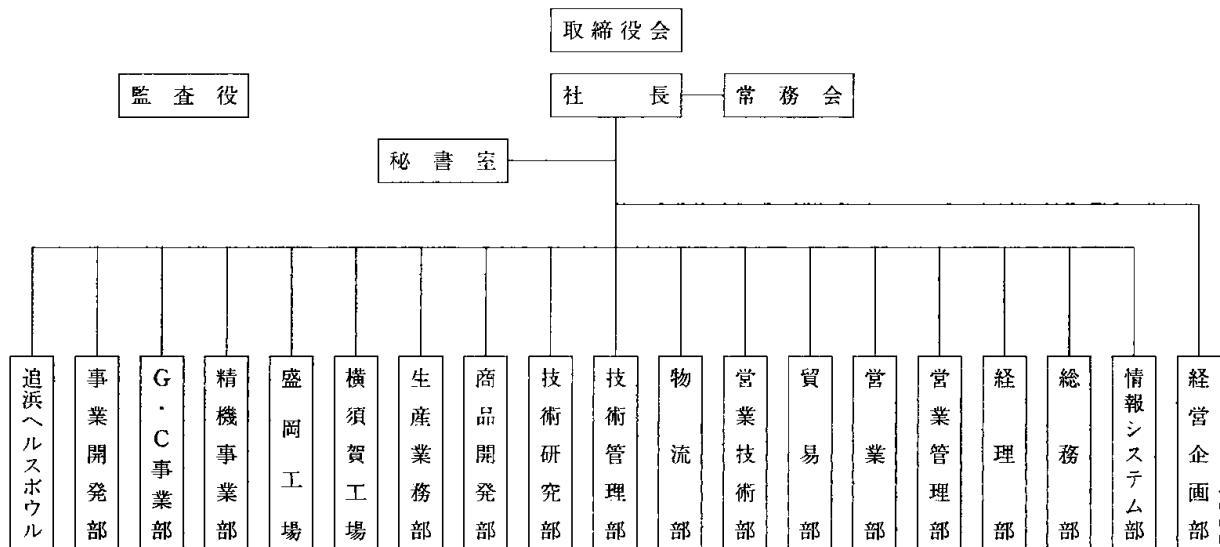 取締役会
監査役
社長
常務会
秘書室
追浜ヘルスボウル
事業開発部
G・C事業部
精機事業部
盛岡工場
横須賀工場
生産業務部
商品開発部
技術研究部
技術管理部
物流部
営業技術部
貿易部
営業部
営業管理部
経理部
総務部
情報システム部
経営企画部